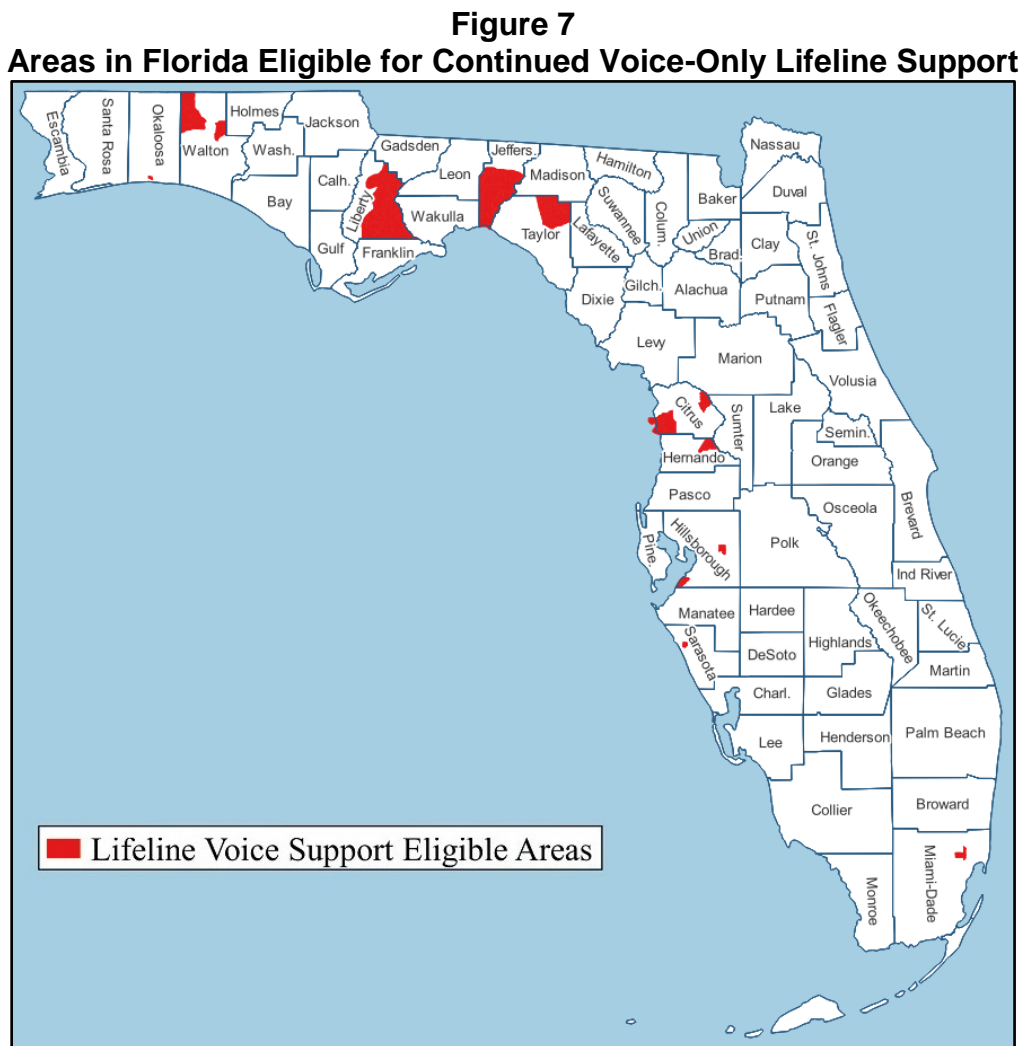 Figure 7
Areas in Florida Eligible for Continued Voice-Only Lifeline Support
Escambia
Santa Rosa
Okaloosa
Walton
Holmes
Wash.
Jackson
Bay
Calh.
Gulf
Liberty
Gadsden
Franklin
Leon
Wakulla
Jeffers.
Madison
Taylor
Hamilton
Suwannee
Lafayette
Dixie
Colum.
Gilch.
Levy
Baker
Union
Brad.
Alachua
Nassau
Duval
Clay
St. Johns
Putnam
Flagler
Marion
Volusia
Citrus
Sumter
Lake
Semin.
Orange
Hernando
Pasco
Pine.
Hillsborough
Polk
Osceola
Brevard
Ind River
Manatee
Hardee
Highlands
Okeechobee
St. Lucie
Sarasota
DeSoto
Martin
Charl.
Glades
Lee
Henderson
Palm Beach
Collier
Broward
Monroe
Miami-Dade
Lifeline Voice Support Eligible Areas